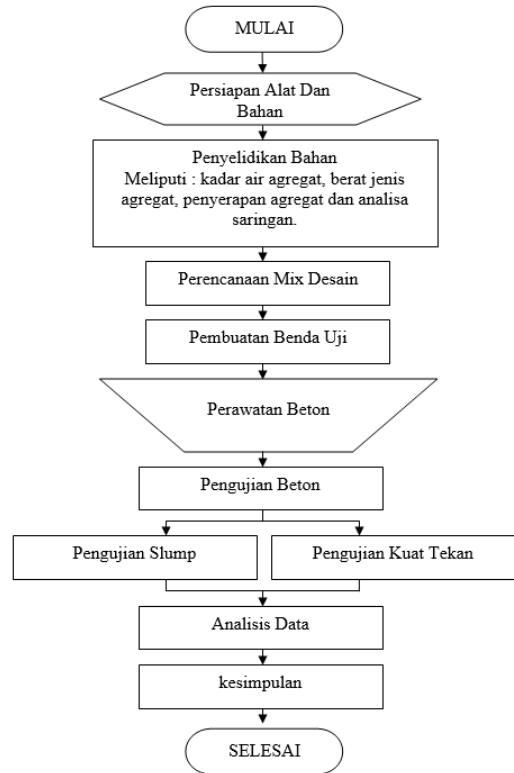 MULAI
Persiapan Alat Dan
Bahan
Penyelidikan Bahan
Meliputi : kadar air agregat, berat jenis
agregat, penyerapan agregat dan analisa
saringan.
Perencanaan Mix Desain
Pembuatan Benda Uji
Perawatan Beton
Pengujian Beton
Pengujian Slump
Pengujian Kuat Tekan
Analisis Data
kesimpulan
SELESAI